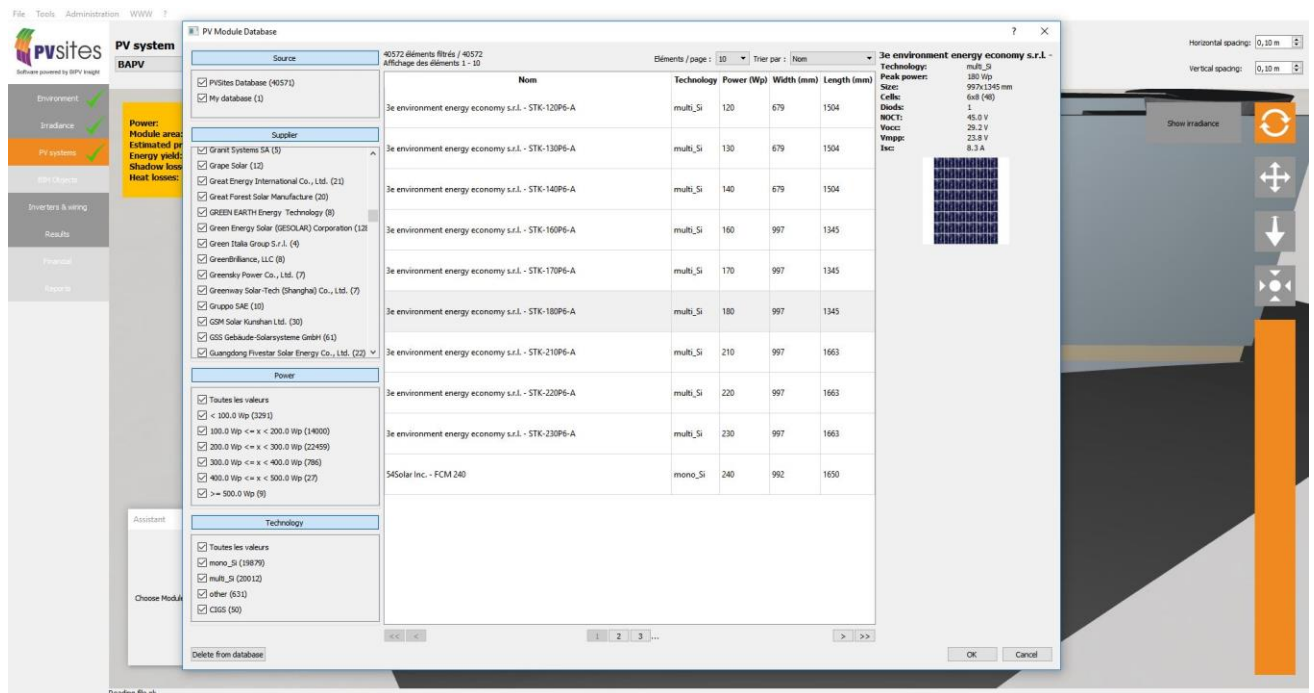 File Tools Administration WWW ?
PVSites
Software powered by BIPV Insight
PV system
BAPV
Environment
Irradiance
PV systems
BIM Objects
Inverters & wiring
Results
Financial
Reports
Power:
Module area:
Estimated pr
Energy yield:
Shadow loss
Heat losses:
Assistant
Choose Module
PV Module Database
? X
Source
PVSites Database (40571)
My database (1)
Supplier
Granit Systems SA (5)
Grape Solar (12)
Great Energy International Co., Ltd. (21)
Great Forest Solar Manufacture (20)
GREEN EARTH Energy Technology (8)
Green Energy Solar (GESOLAR) Corporation (128
Green Italia Group S.r.l. (4)
GreenBrilliance, LLC (8)
Greensky Power Co., Ltd. (7)
Greenway Solar-Tech (Shanghai) Co., Ltd. (7)
Gruppo SAE (10)
GSM Solar Kunshan Ltd. (30)
GSS Gebäude-Solarsysteme GmbH (61)
Guangdong Fivestar Solar Energy Co., Ltd. (22)
Power
Toutes les valeurs
< 100.0 Wp (3291)
100.0 Wp <= x < 200.0 Wp (14000)
200.0 Wp <= x < 300.0 Wp (22459)
300.0 Wp <= x < 400.0 Wp (786)
400.0 Wp <= x < 500.0 Wp (27)
>= 500.0 Wp (9)
Technology
Toutes les valeurs
mono_Si (19879)
multi_Si (20012)
other (631)
CIGS (50)
Delete from database
40572 éléments filtrés / 40572
Affichage des éléments 1 - 10
Eléments / page : 10 Trier par : Nom
Nom Technology Power (Wp) Width (mm) Length (mm)
3e environment energy economy s.r.l. - STK-120P6-A multi_Si 120 679 1504
3e environment energy economy s.r.l. - STK-130P6-A multi_Si 130 679 1504
3e environment energy economy s.r.l. - STK-140P6-A multi_Si 140 679 1504
3e environment energy economy s.r.l. - STK-160P6-A multi_Si 160 997 1345
3e environment energy economy s.r.l. - STK-170P6-A multi_Si 170 997 1345
3e environment energy economy s.r.l. - STK-180P6-A multi_Si 180 997 1345
3e environment energy economy s.r.l. - STK-210P6-A multi_Si 210 997 1663
3e environment energy economy s.r.l. - STK-220P6-A multi_Si 220 997 1663
3e environment energy economy s.r.l. - STK-230P6-A multi_Si 230 997 1663
54Solar Inc. - FCM 240 mono_Si 240 992 1650
<< < 1 2 3 ... > >>
3e environment energy economy s.r.l. -
Technology: multi_Si
Peak power: 180 Wp
Size: 997x1345 mm
Cells: 6x8 (48)
Diods: 1
NOCT: 45.0 V
Vocc: 29.2 V
Vmpp: 23.8 V
Isc: 8.3 A
OK Cancel
Horizontal spacing: 0,10 m
Vertical spacing: 0,10 m
Show irradiance